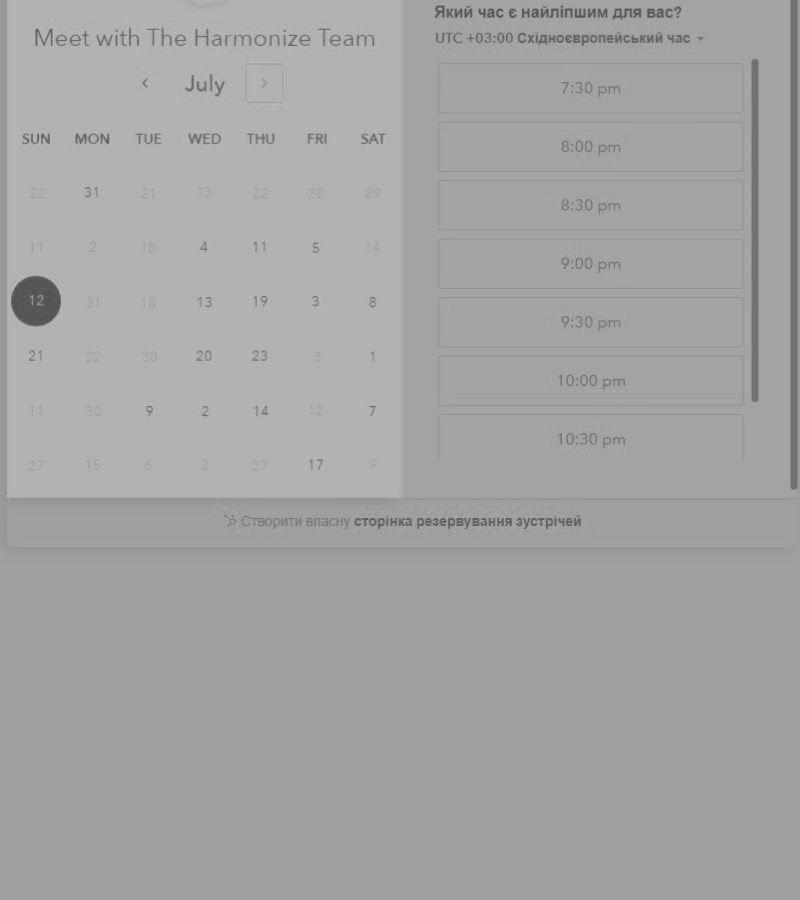 Meet with The Harmonize Team
July
SUN MON TUE WED THU FRI SAT
22 31 21 13 22 28 29
11 2 18 4 11 5 14
12 31 18 13 19 3 8
21 22 30 20 23 3 1
11 30 9 2 14 12 7
27 15 6 2 27 17 9
Який час є найліпшим для вас?
UTC +03:00 Східноєвропейський час
7:30 pm
8:00 pm
8:30 pm
9:00 pm
9:30 pm
10:00 pm
10:30 pm
Створити власну сторінка резервування зустрічей